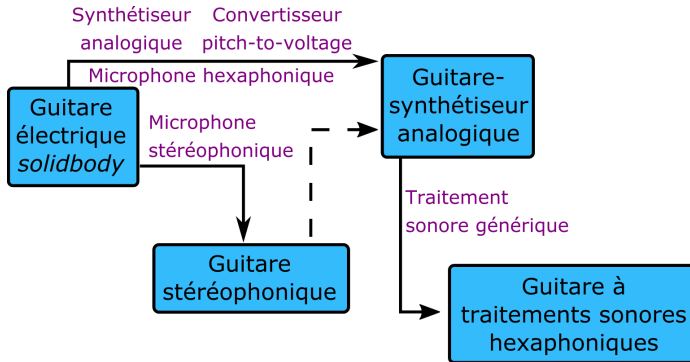 Synthétiseur Convertisseur
analogique pitch-to-voltage
Microphone hexaphonique
Guitare
électrique
solidbody
Microphone
stéréophonique
Guitare-
synthétiseur
analogique
Traitement
sonore générique
Guitare
stéréophonique
Guitare à
traitements sonores
hexaphoniques